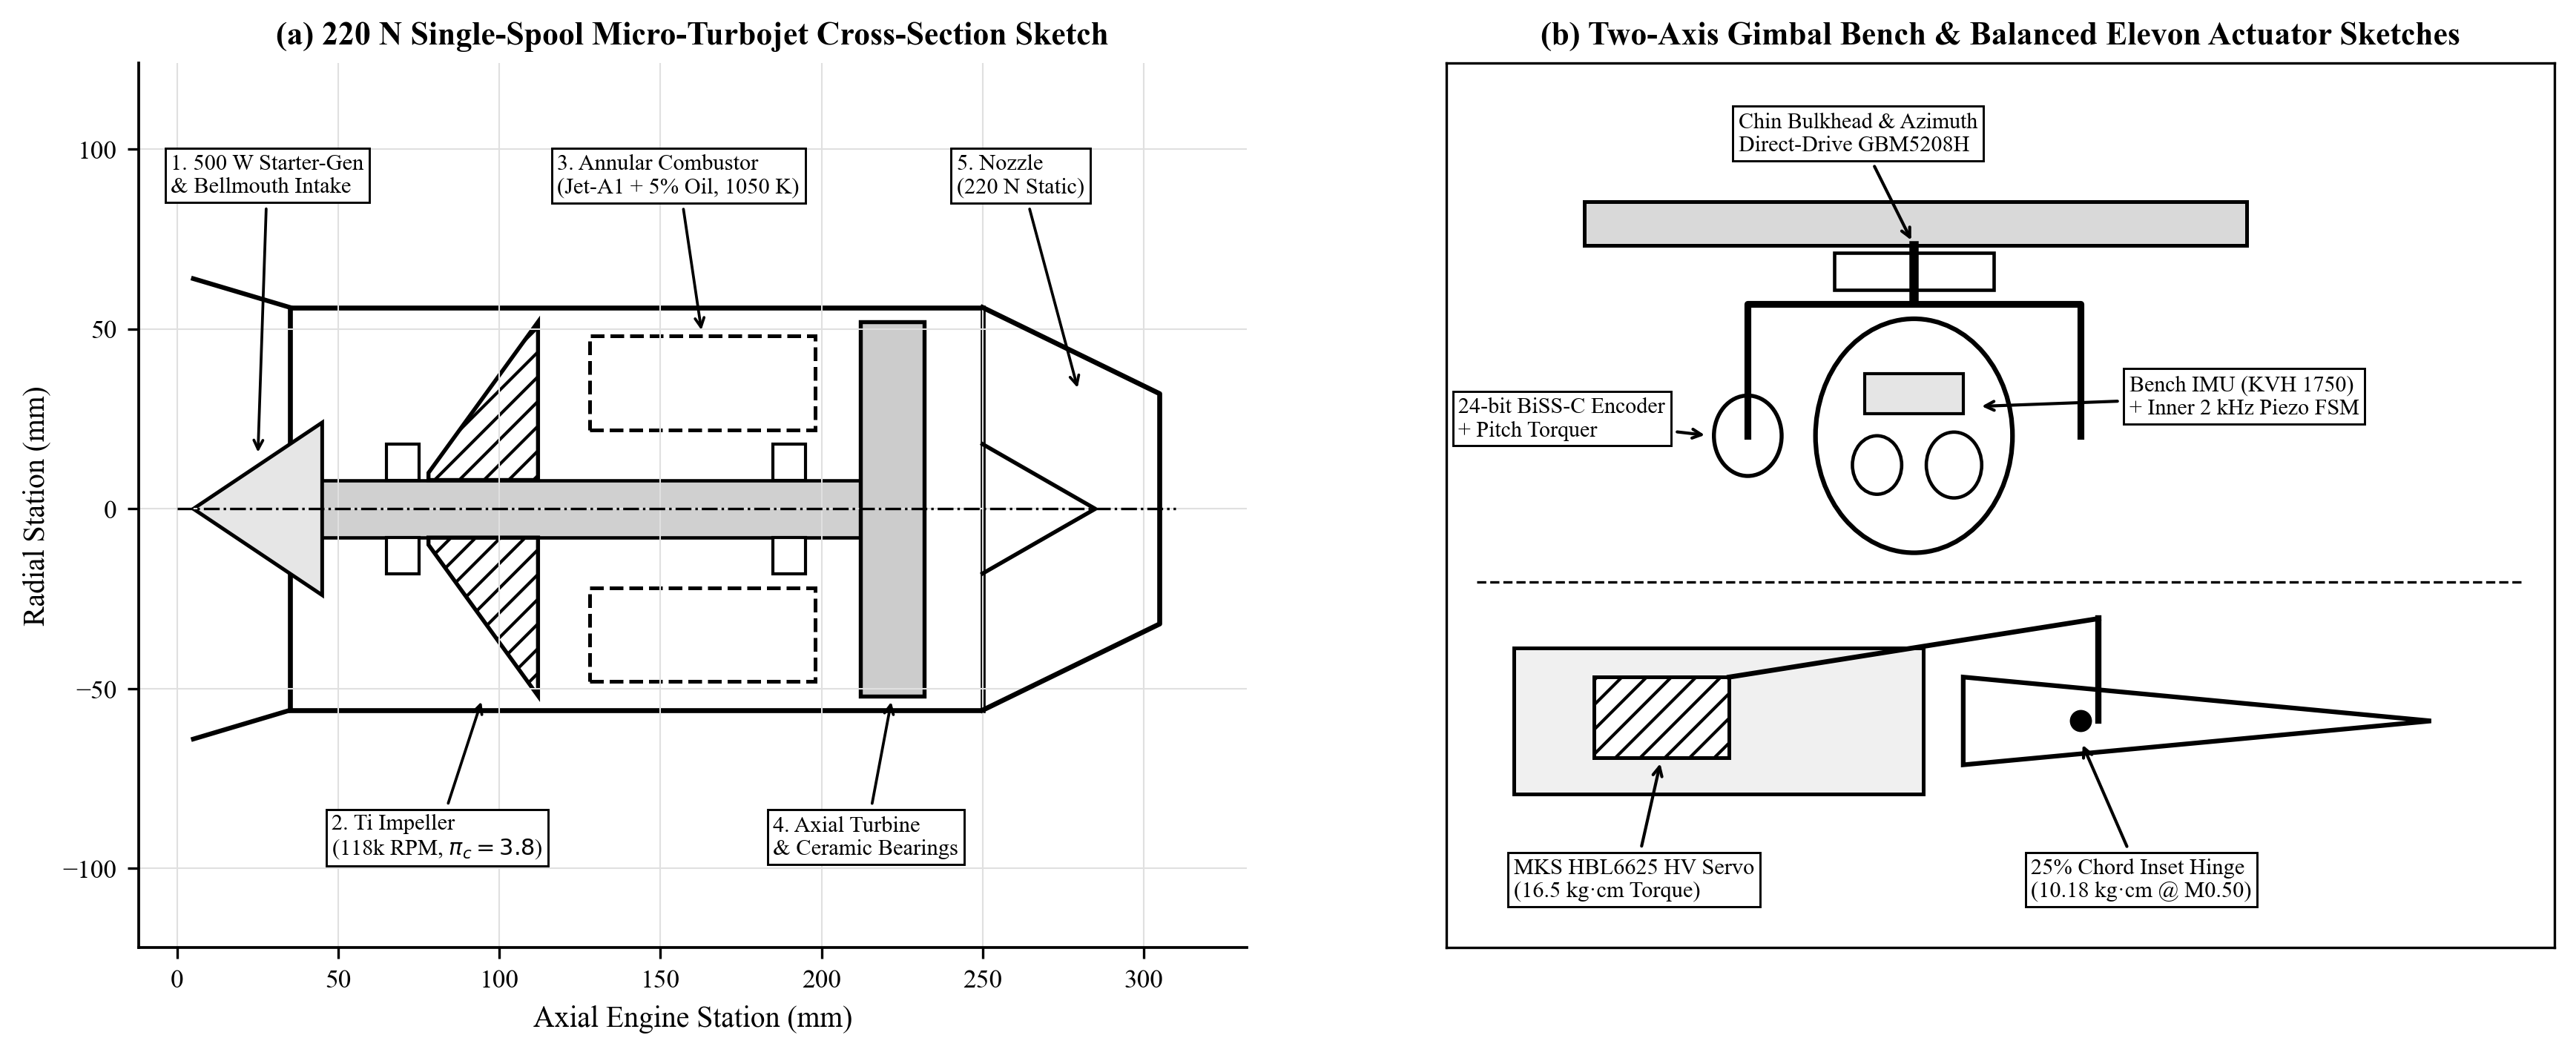 (a) 220 N Single-Spool Micro-Turbojet Cross-Section Sketch
100
50
0
−50
−100
Radial Station (mm)
1. 500 W Starter-Gen
& Bellmouth Intake
3. Annular Combustor
(Jet-A1 + 5% Oil, 1050 K)
5. Nozzle
(220 N Static)
2. Ti Impeller
(118k RPM, π_c = 3.8)
4. Axial Turbine
& Ceramic Bearings
0
50
100
150
200
250
300
Axial Engine Station (mm)
(b) Two-Axis Gimbal Bench & Balanced Elevon Actuator Sketches
Chin Bulkhead & Azimuth
Direct-Drive GBM5208H
24-bit BiSS-C Encoder
+ Pitch Torquer
Bench IMU (KVH 1750)
+ Inner 2 kHz Piezo FSM
MKS HBL6625 HV Servo
(16.5 kg·cm Torque)
25% Chord Inset Hinge
(10.18 kg·cm @ M0.50)